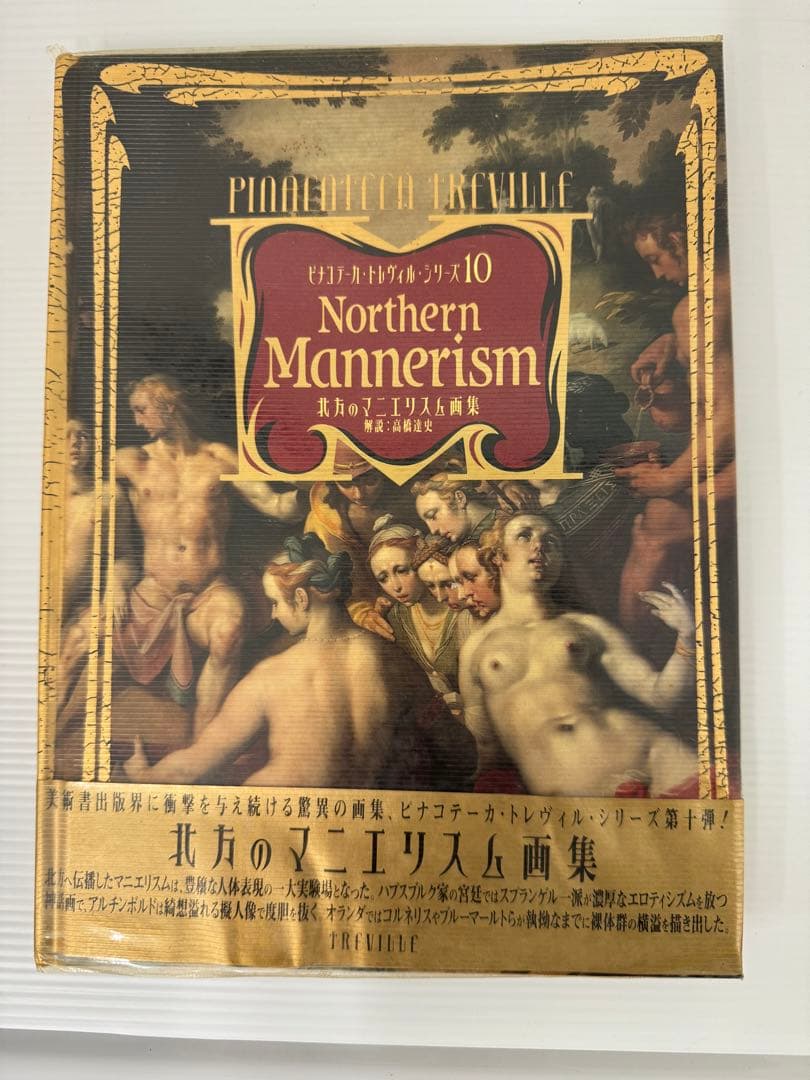 PINACOTECA TREVILLE
ピナコテーカ・トレヴィル・シリーズ10
Northern
Mannerism
北方のマニエリスム画集
解説:高橋達史
美術書出版界に衝撃を与え続ける驚異の画集、ピナコテーカ・トレヴィル・シリーズ第十弾!
北方のマニエリスム画集
北方へ伝播したマニエリスムは、豊穣な人体表現の一大実験場となった。ハプスブルク家の宮廷ではスプランゲル一派が濃厚なエロティシズムを放つ
神話画で、アルチンボルドは綺想溢れる擬人像で度胆を抜く。オランダではコルネリスやブルーマールトらが執拗なまでに裸体群の横溢を描き出した。
TREVILLE